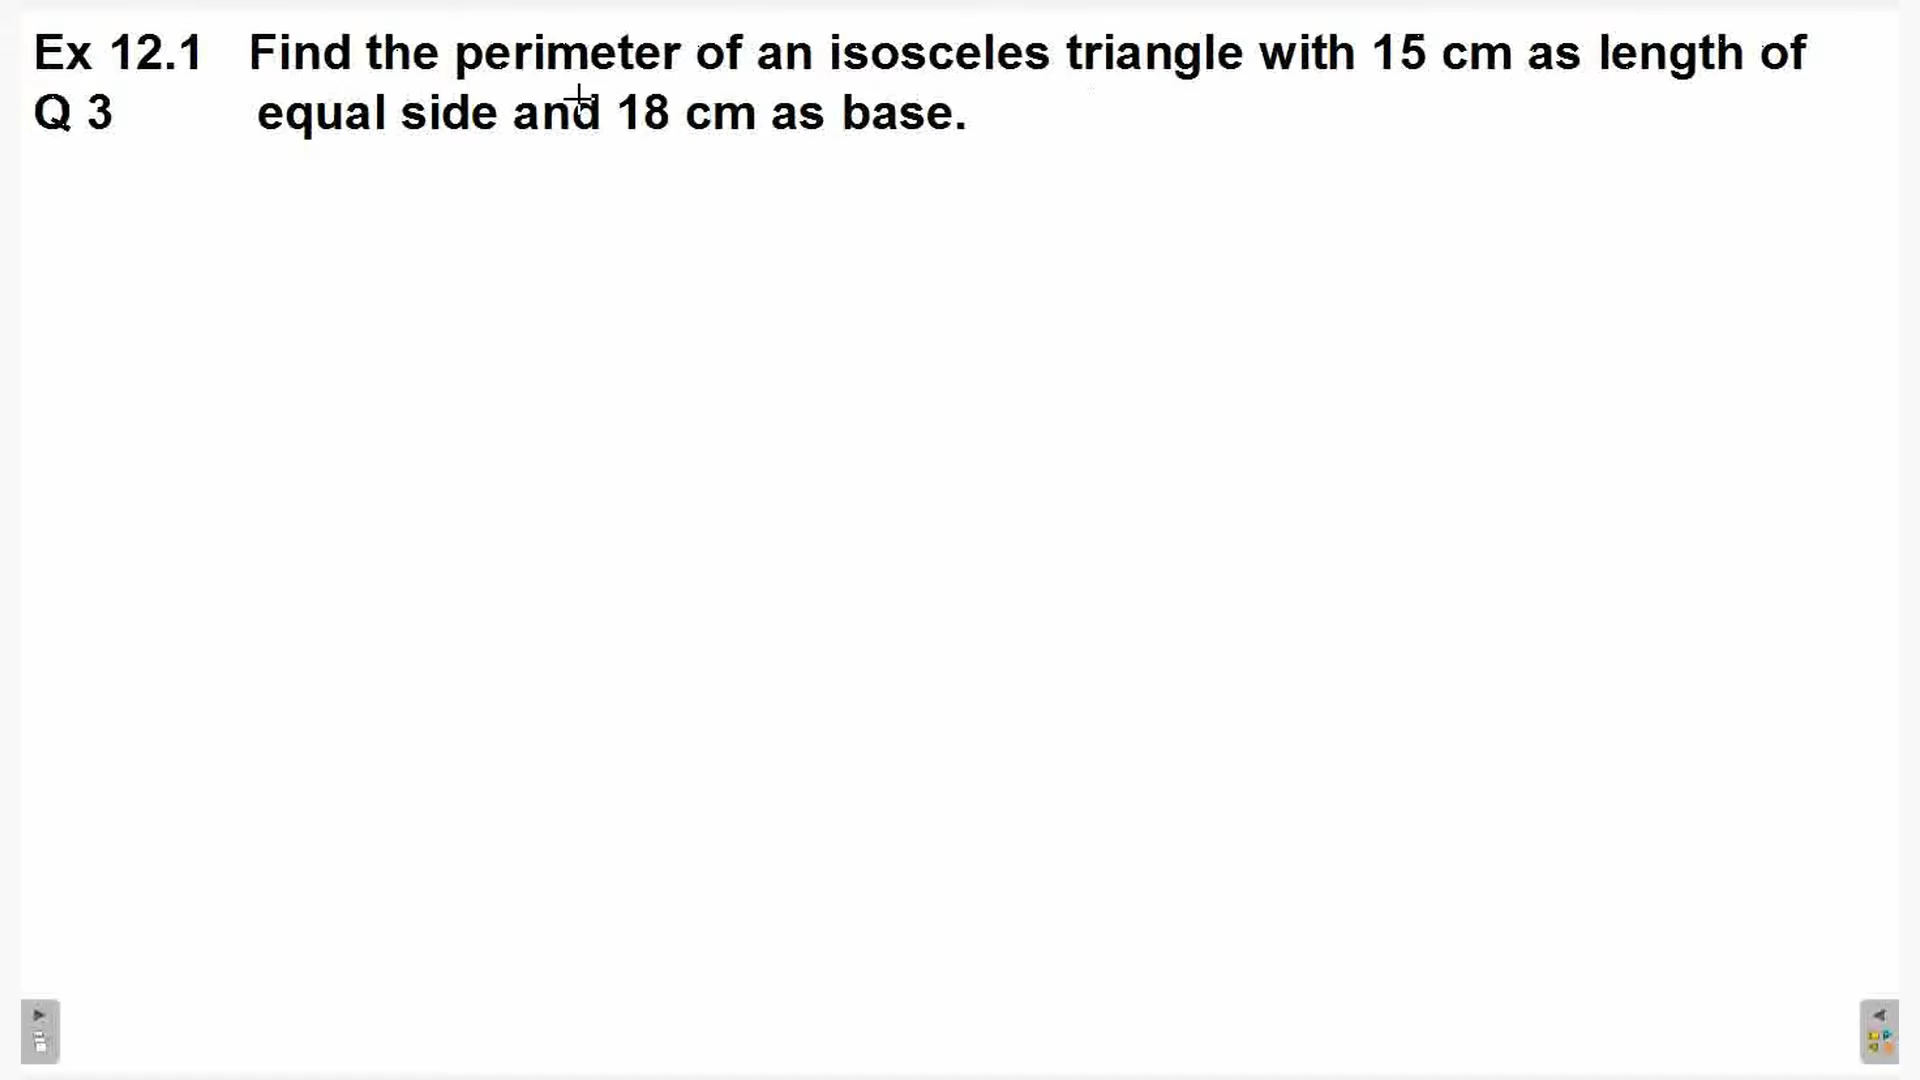 Ex 12.1 Find the perimeter of an isosceles triangle with 15 cm as length of
Q 3 equal side and 18 cm as base.